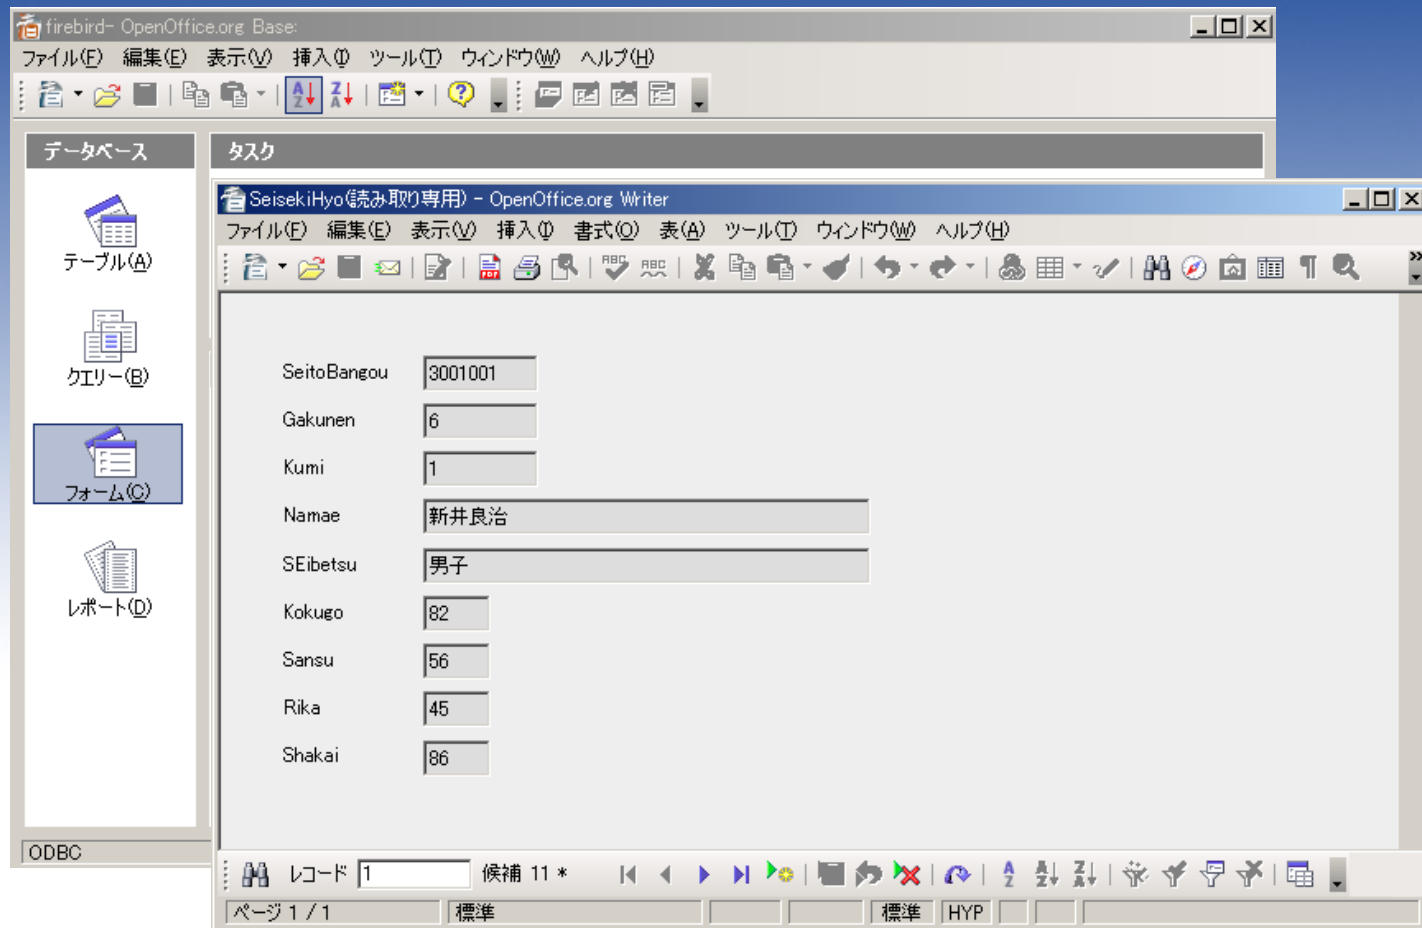 firebird- OpenOffice.org Base:
ファイル(F) 編集(E) 表示(V) 挿入(I) ツール(T) ウィンドウ(W) ヘルプ(H)
データベース
タスク
テーブル(A)
クエリー(B)
フォーム(C)
レポート(D)
ODBC
SeisekiHyo(読み取り専用) - OpenOffice.org Writer
ファイル(F) 編集(E) 表示(V) 挿入(I) 書式(O) 表(A) ツール(T) ウィンドウ(W) ヘルプ(H)
SeitoBangou 3001001
Gakunen 6
Kumi 1
Namae 新井良治
SEibetsu 男子
Kokugo 82
Sansu 56
Rika 45
Shakai 86
レコード 1 候補 11 *
ページ 1 / 1 標準 標準 HYP